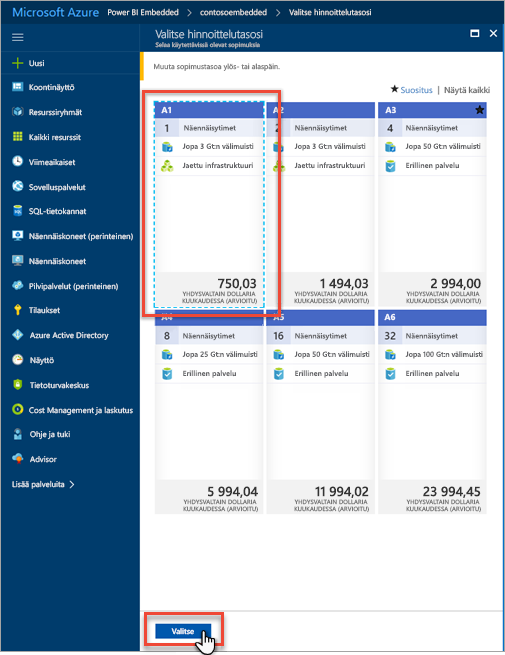 Microsoft Azure Power BI Embedded > contosoembedded > Valitse hinnoittelutasosi
Valitse hinnoittelutasosi
Selaa käytettävissä olevat sopimuksia
Uusi
Koontinäyttö
Resurssiryhmät
Kaikki resurssit
Viimeaikaiset
Sovelluspalvelut
SQL-tietokannat
Näennäiskoneet (perinteinen)
Näennäiskoneet
Pilvipalvelut (perinteinen)
Tilaukset
Azure Active Directory
Näyttö
Tietoturvakeskus
Cost Management ja laskutus
Ohje ja tuki
Advisor
Lisää palveluita >
Muuta sopimustasoa ylös- tai alaspäin.
★ Suositus | Näytä kaikki
A1
1 Näennäisytimet
Jopa 3 Gt:n välimuisti
Jaettu infrastruktuuri
750,03
YHDYSVALTAIN DOLLARIA
KUUKAUDESSA (ARVIOITU)
A2
2 Näennäisytimet
Jopa 3 Gt:n välimuisti
Jaettu infrastruktuuri
1 494,03
YHDYSVALTAIN DOLLARIA
KUUKAUDESSA (ARVIOITU)
A3 ★
4 Näennäisytimet
Jopa 50 Gt:n välimuisti
Erillinen palvelu
2 994,00
YHDYSVALTAIN DOLLARIA
KUUKAUDESSA (ARVIOITU)
A4
8 Näennäisytimet
Jopa 25 Gt:n välimuisti
Erillinen palvelu
5 994,04
YHDYSVALTAIN DOLLARIA
KUUKAUDESSA (ARVIOITU)
A5
16 Näennäisytimet
Jopa 50 Gt:n välimuisti
Erillinen palvelu
11 994,02
YHDYSVALTAIN DOLLARIA
KUUKAUDESSA (ARVIOITU)
A6
32 Näennäisytimet
Jopa 100 Gt:n välimuisti
Erillinen palvelu
23 994,45
YHDYSVALTAIN DOLLARIA
KUUKAUDESSA (ARVIOITU)
Valitse